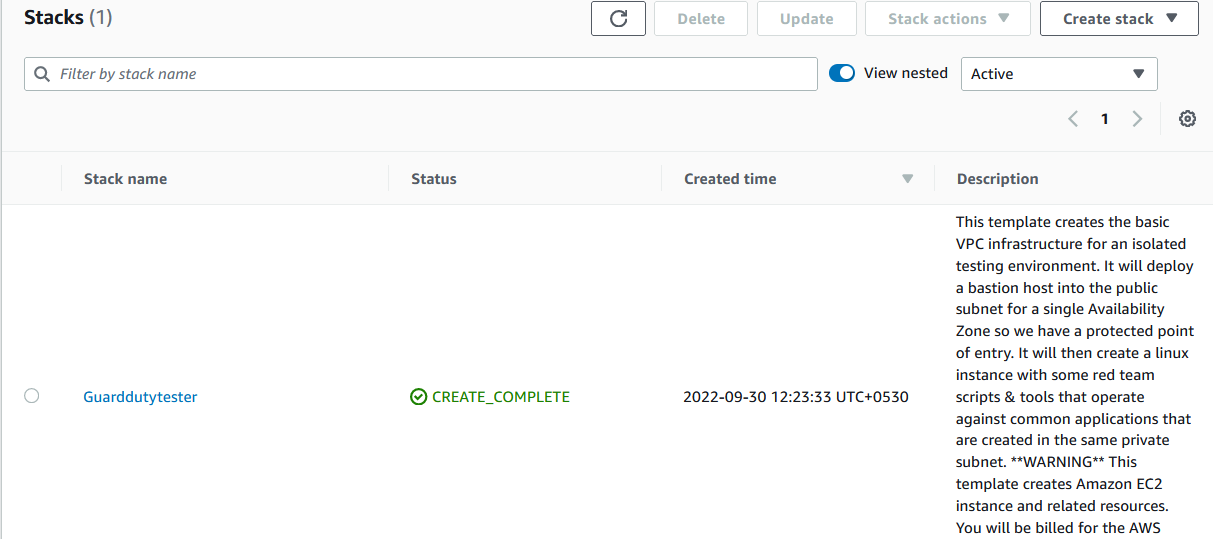 Stacks (1)
Delete
Update
Stack actions
Create stack
Filter by stack name
View nested
Active
1
Stack name
Status
Created time
Description
Guarddutytester
CREATE_COMPLETE
2022-09-30 12:23:33 UTC+0530
This template creates the basic
VPC infrastructure for an isolated
testing environment. It will deploy
a bastion host into the public
subnet for a single Availability
Zone so we have a protected point
of entry. It will then create a linux
instance with some red team
scripts & tools that operate
against common applications that
are created in the same private
subnet. **WARNING** This
template creates Amazon EC2
instance and related resources.
You will be billed for the AWS